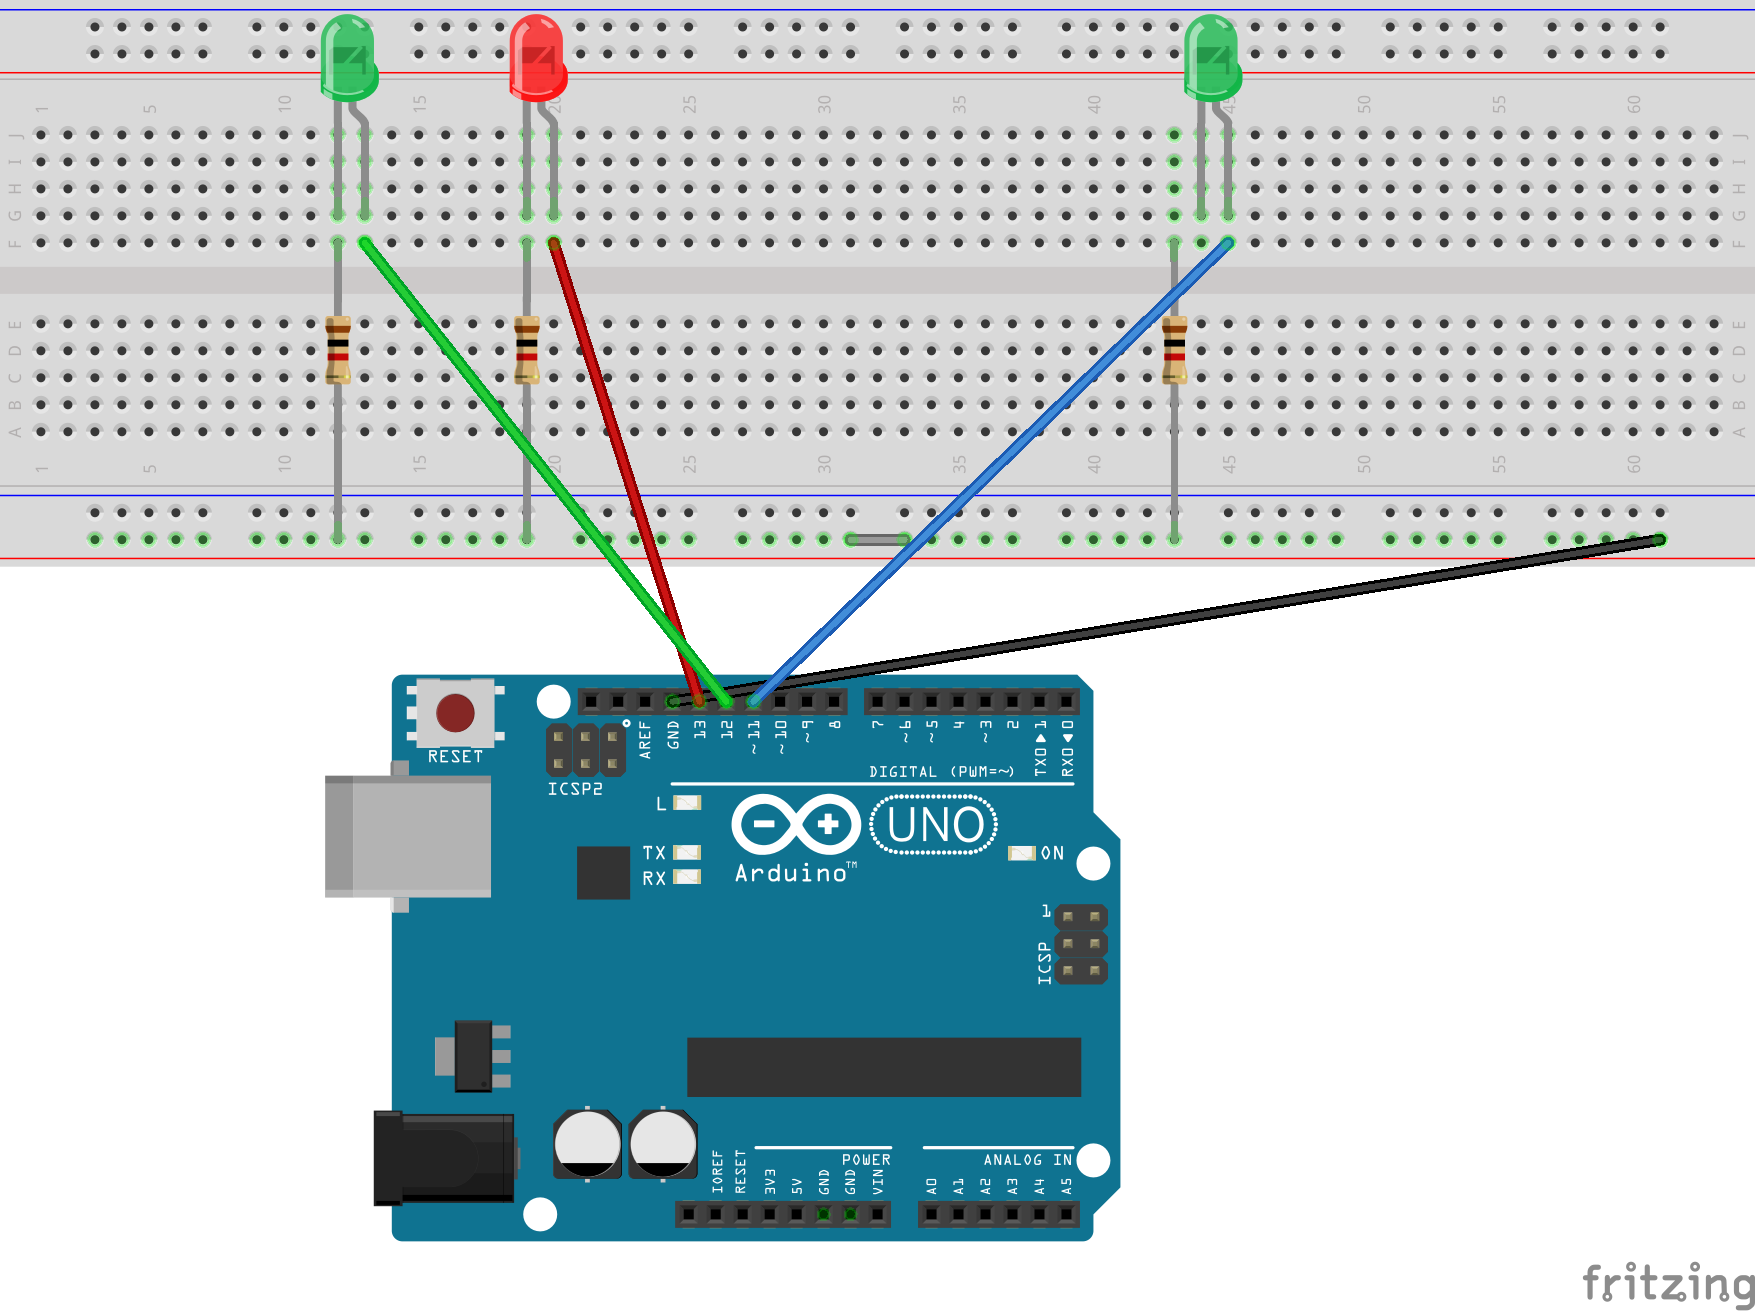 1 5 10 15 20 25 30 35 40 45 50 55 60
J J
I I
H H
G G
F F
E E
D D
C C
B B
A A
1 5 10 15 20 25 30 35 40 45 50 55 60
AREF GND 13 12 ~11 ~10 ~9 8 7 ~6 ~5 4 ~3 2 TX0▶1 RX0◀0
RESET
DIGITAL (PWM=~)
ICSP2
L
UNO
TX
ON
RX
Arduino™
1
ICSP
POWER
ANALOG IN
IOREF RESET 3V3 5V GND GND VIN A0 A1 A2 A3 A4 A5
fritzing